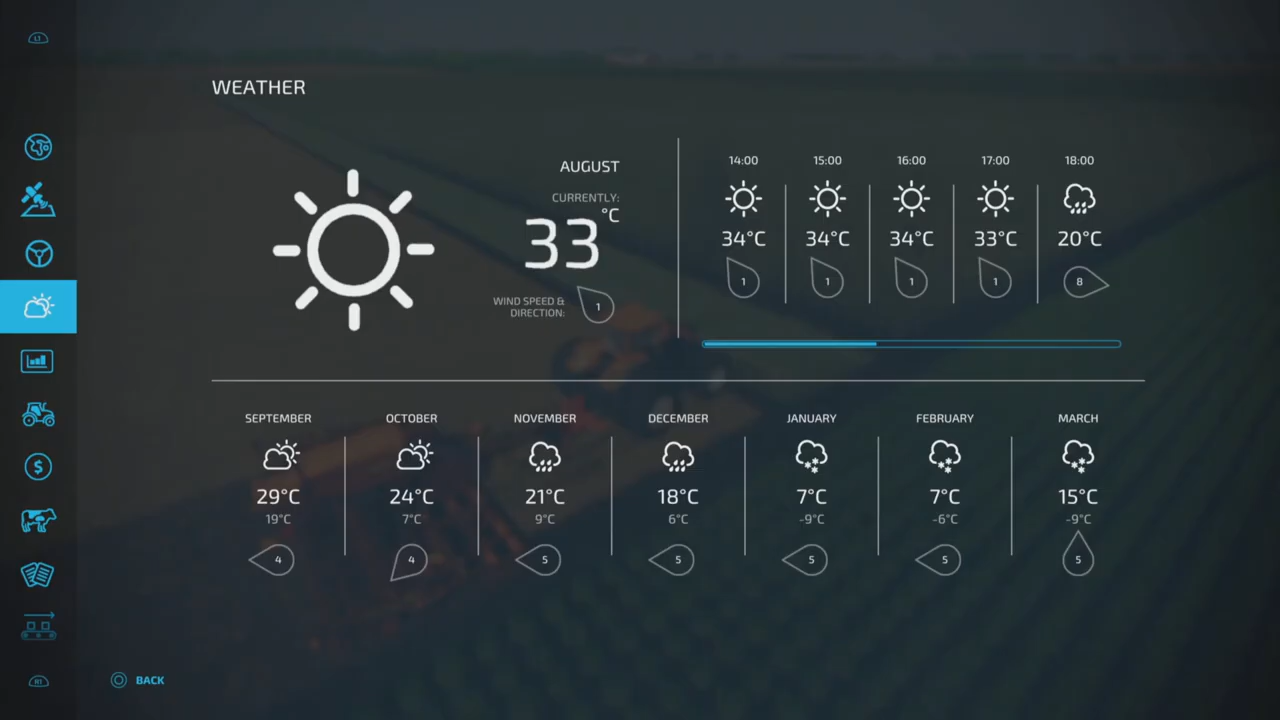 L1
WEATHER
AUGUST
CURRENTLY:
33 °C
WIND SPEED &
DIRECTION:
1
14:00 15:00 16:00 17:00 18:00
34°C 34°C 34°C 33°C 20°C
1 1 1 1 8
SEPTEMBER OCTOBER NOVEMBER DECEMBER JANUARY FEBRUARY MARCH
29°C 24°C 21°C 18°C 7°C 7°C 15°C
19°C 7°C 9°C 6°C -9°C -6°C -9°C
4 4 5 5 5 5 5
$
R1
BACK